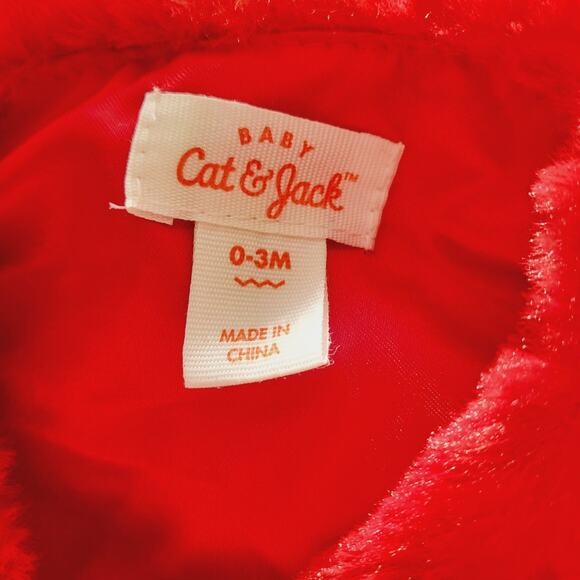 BABY
Cat & Jack™
0-3M
MADE IN
CHINA